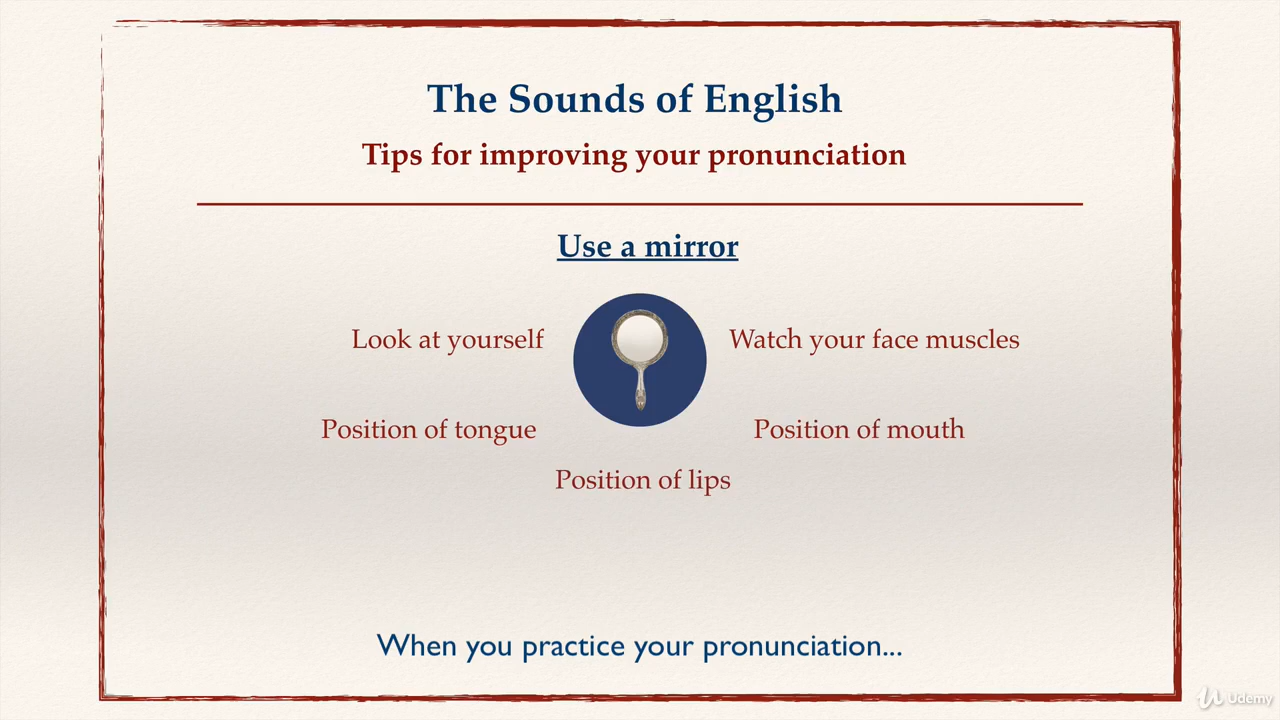 The Sounds of English
Tips for improving your pronunciation
Use a mirror
Look at yourself
Watch your face muscles
Position of tongue
Position of mouth
Position of lips
When you practice your pronunciation...
Udemy